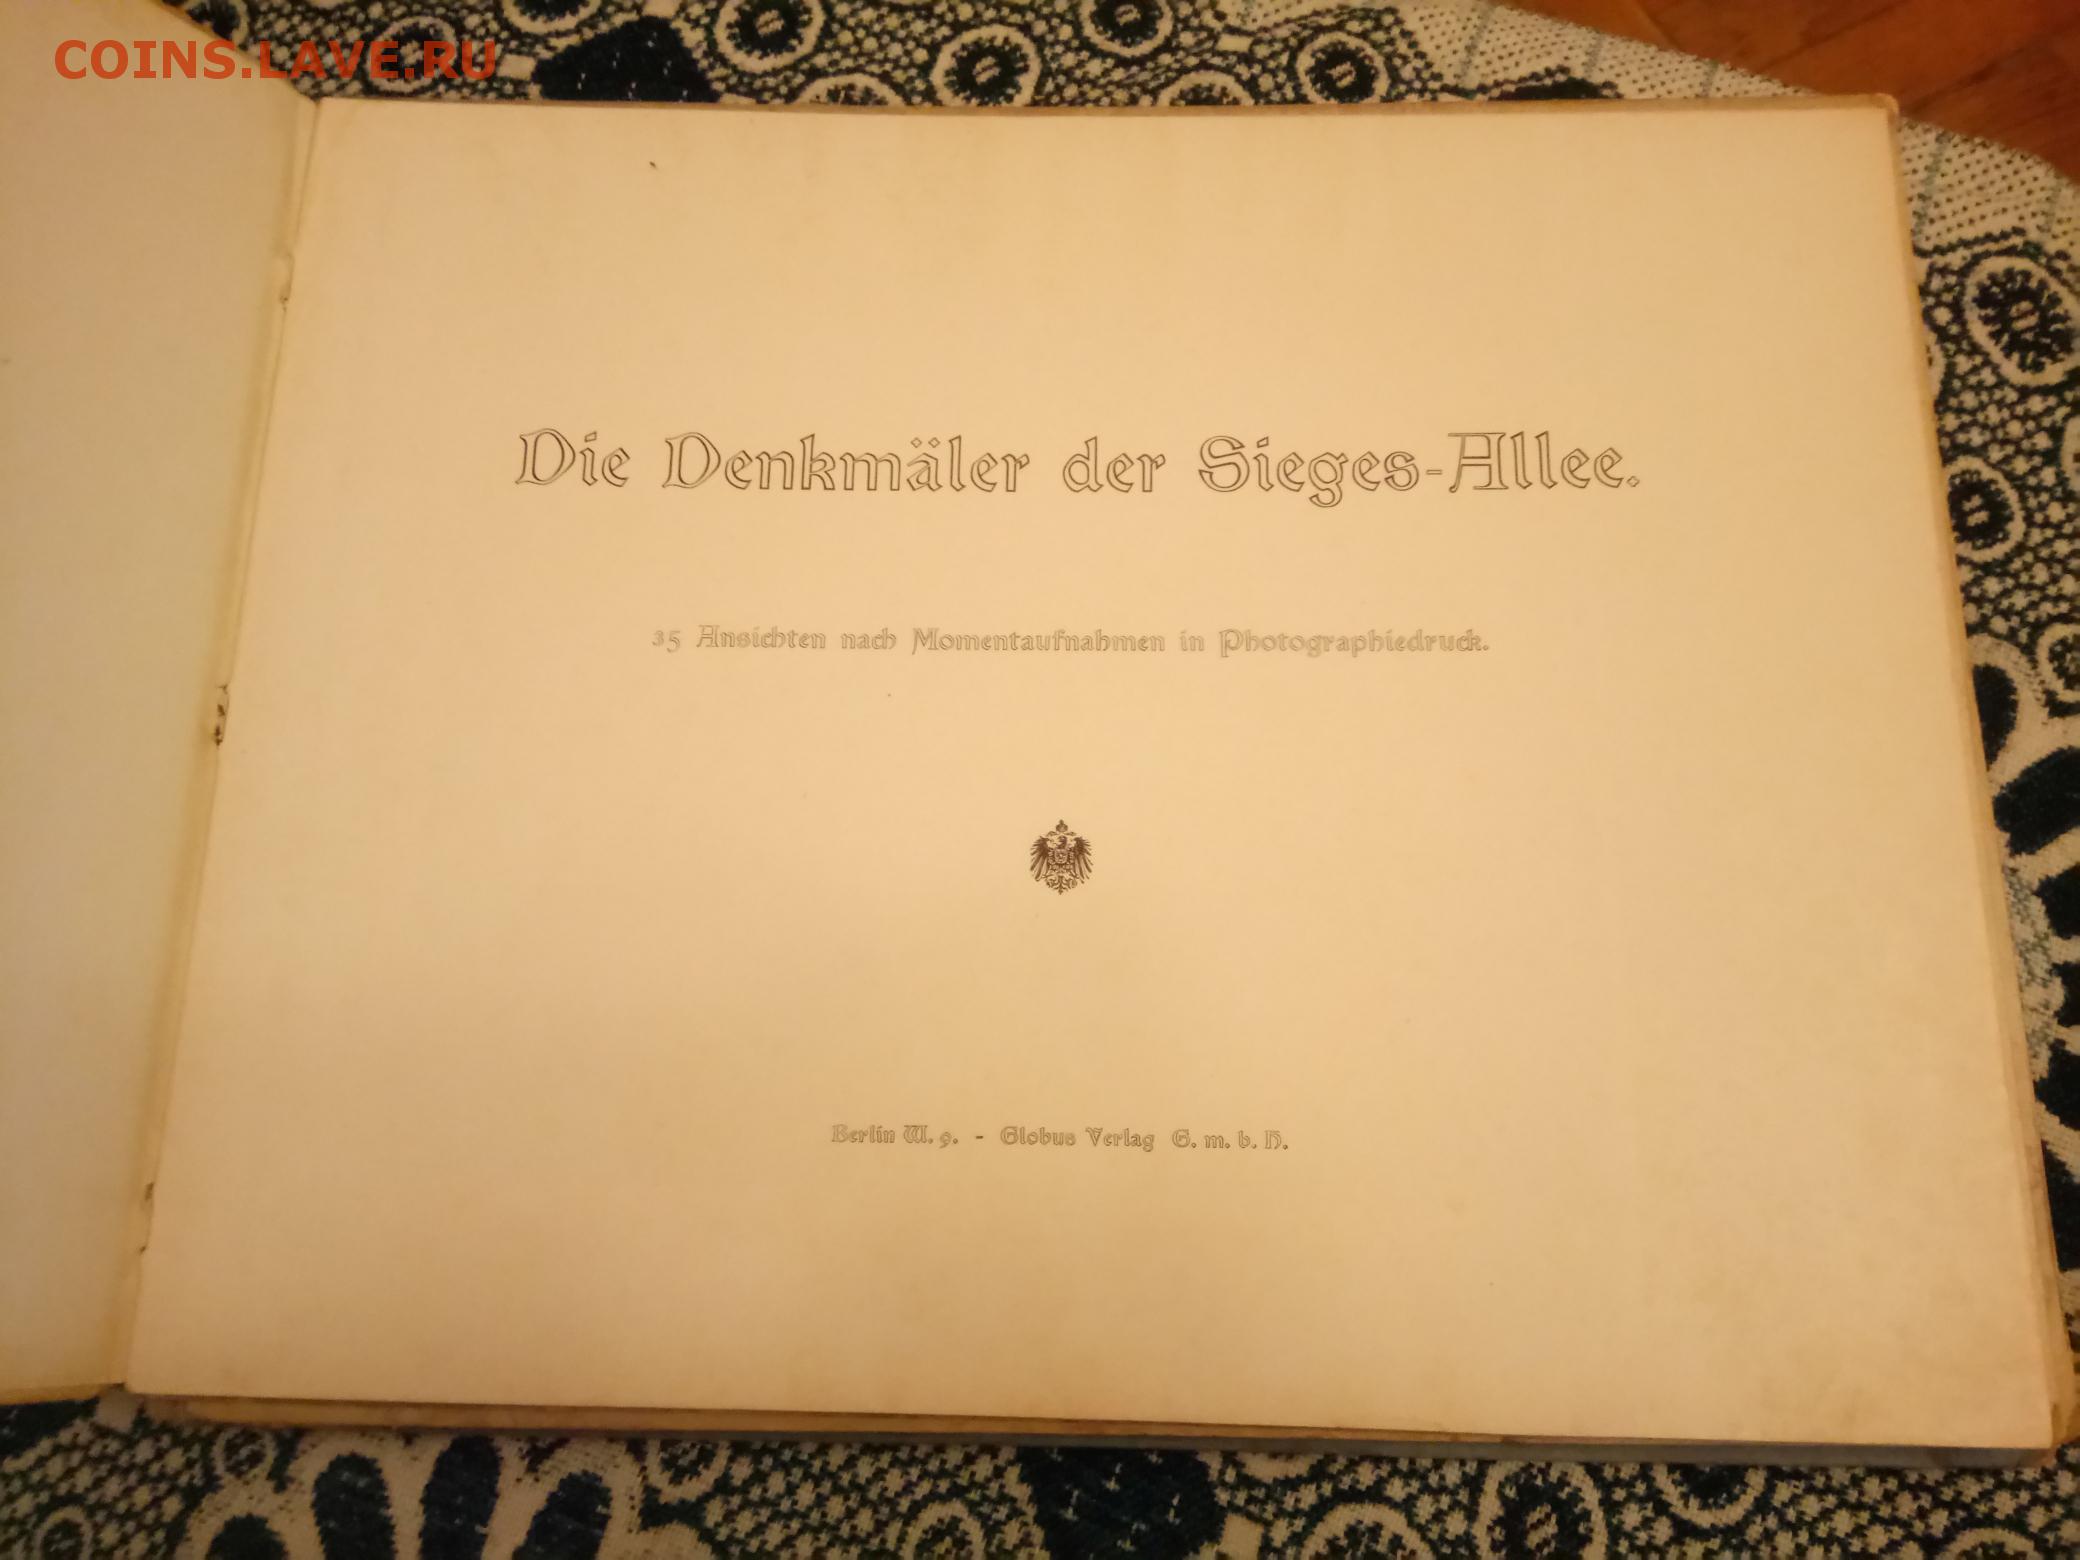 COINS.LAVE.RU
Die Denkmäler der Sieges-Allee.
35 Ansichten nach Momentaufnahmen in Photographiedruck.
Berlin W. 9. - Globus Verlag G. m. b. H.